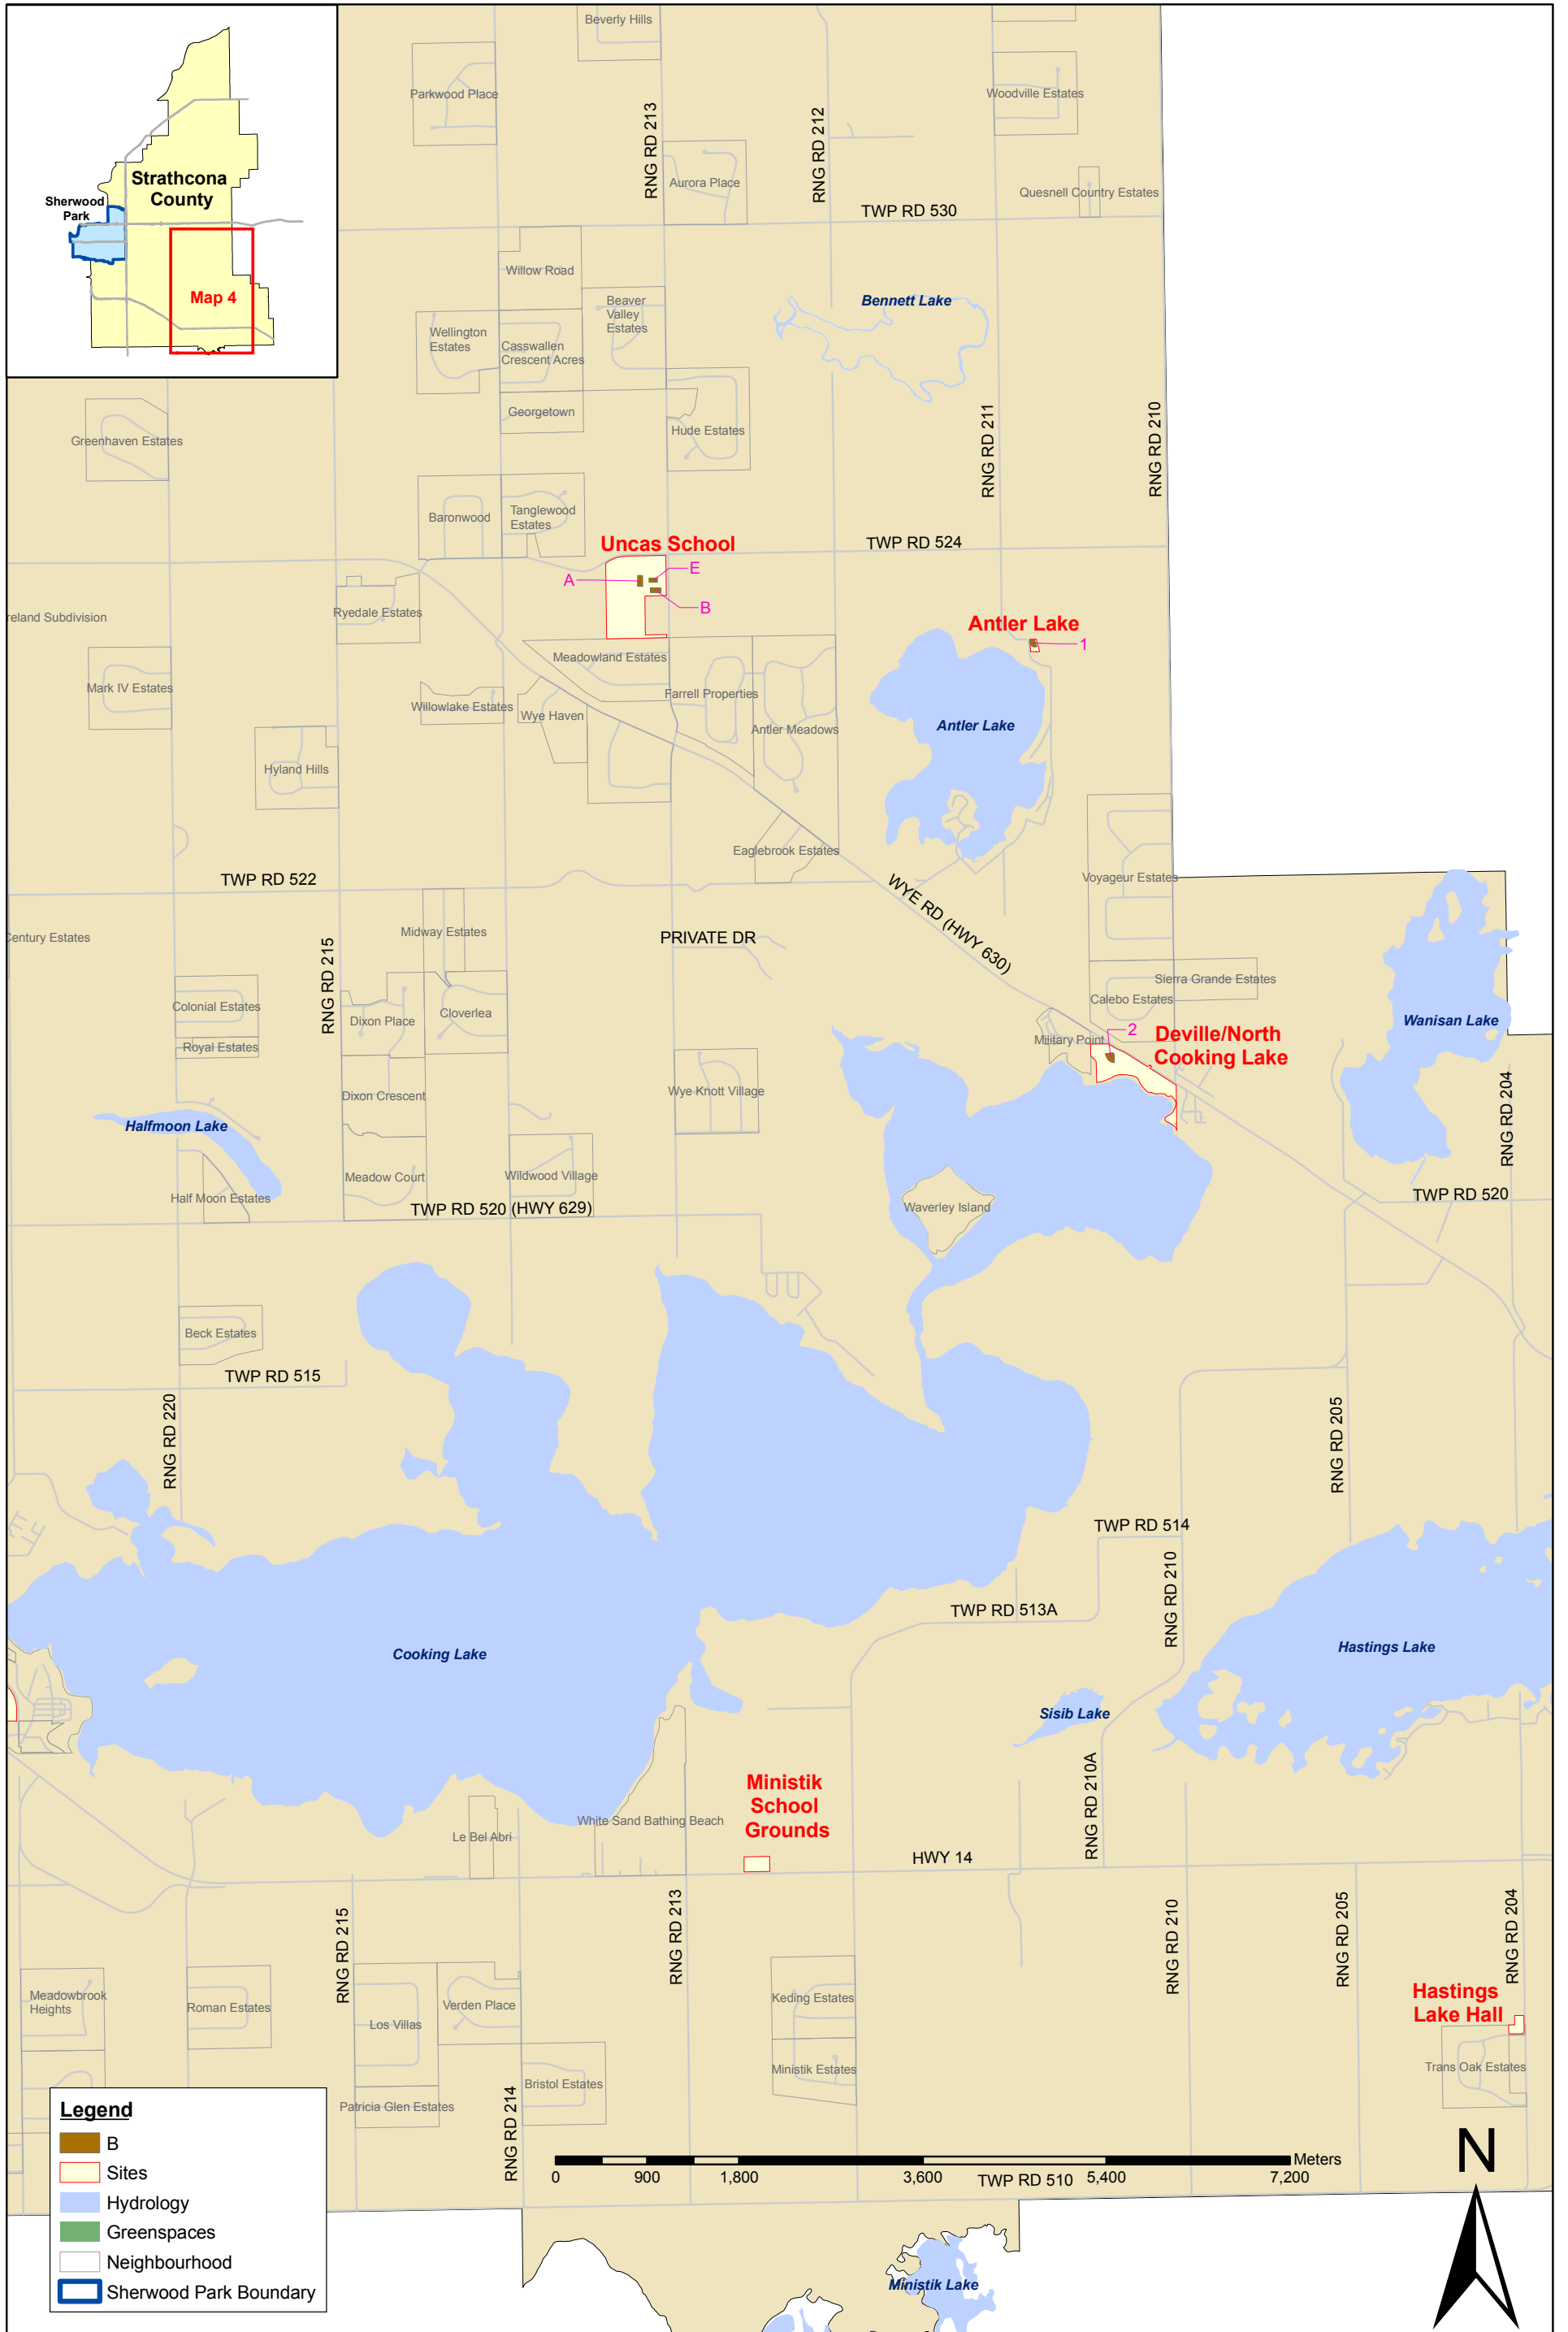 Beverly Hills
Parkwood Place
Woodville Estates
RNG RD 213
RNG RD 212
Strathcona
County
Sherwood
Park
Map 4
Aurora Place
Quesnell Country Estates
TWP RD 530
Willow Road
Bennett Lake
Beaver
Valley
Estates
Wellington
Estates
Casswallen
Crescent Acres
Georgetown
Hude Estates
Greenhaven Estates
RNG RD 211
RNG RD 210
Baronwood
Tanglewood
Estates
Uncas School
TWP RD 524
A
E
B
Ryedale Estates
reland Subdivision
Antler Lake
1
Meadowland Estates
Mark IV Estates
Farrell Properties
Willowlake Estates
Wye Haven
Antler Meadows
Antler Lake
Hyland Hills
Eaglebrook Estates
TWP RD 522
WYE RD (HWY 630)
Voyageur Estates
Midway Estates
PRIVATE DR
Century Estates
RNG RD 215
Sierra Grande Estates
Calebo Estates
Colonial Estates
Dixon Place
Cloverlea
Wanisan Lake
Royal Estates
Military Point
2
Deville/North
Cooking Lake
Wye Knott Village
Dixon Crescent
Halfmoon Lake
RNG RD 204
Meadow Court
Wildwood Village
Half Moon Estates
TWP RD 520 (HWY 629)
TWP RD 520
Waverley Island
Beck Estates
TWP RD 515
RNG RD 220
RNG RD 205
TWP RD 514
RNG RD 210
TWP RD 513A
Cooking Lake
Hastings Lake
Sisib Lake
RNG RD 210A
Ministik
School
Grounds
White Sand Bathing Beach
Le Bel Abri
HWY 14
RNG RD 215
RNG RD 213
RNG RD 210
RNG RD 205
RNG RD 204
Meadowbrook
Heights
Roman Estates
Los Villas
Verden Place
Keding Estates
Hastings
Lake Hall
Ministik Estates
Trans Oak Estates
Bristol Estates
Patricia Glen Estates
RNG RD 214
Legend
B
Sites
Hydrology
Greenspaces
Neighbourhood
Sherwood Park Boundary
Meters
0 900 1,800 3,600 5,400 7,200
TWP RD 510
N
Ministik Lake